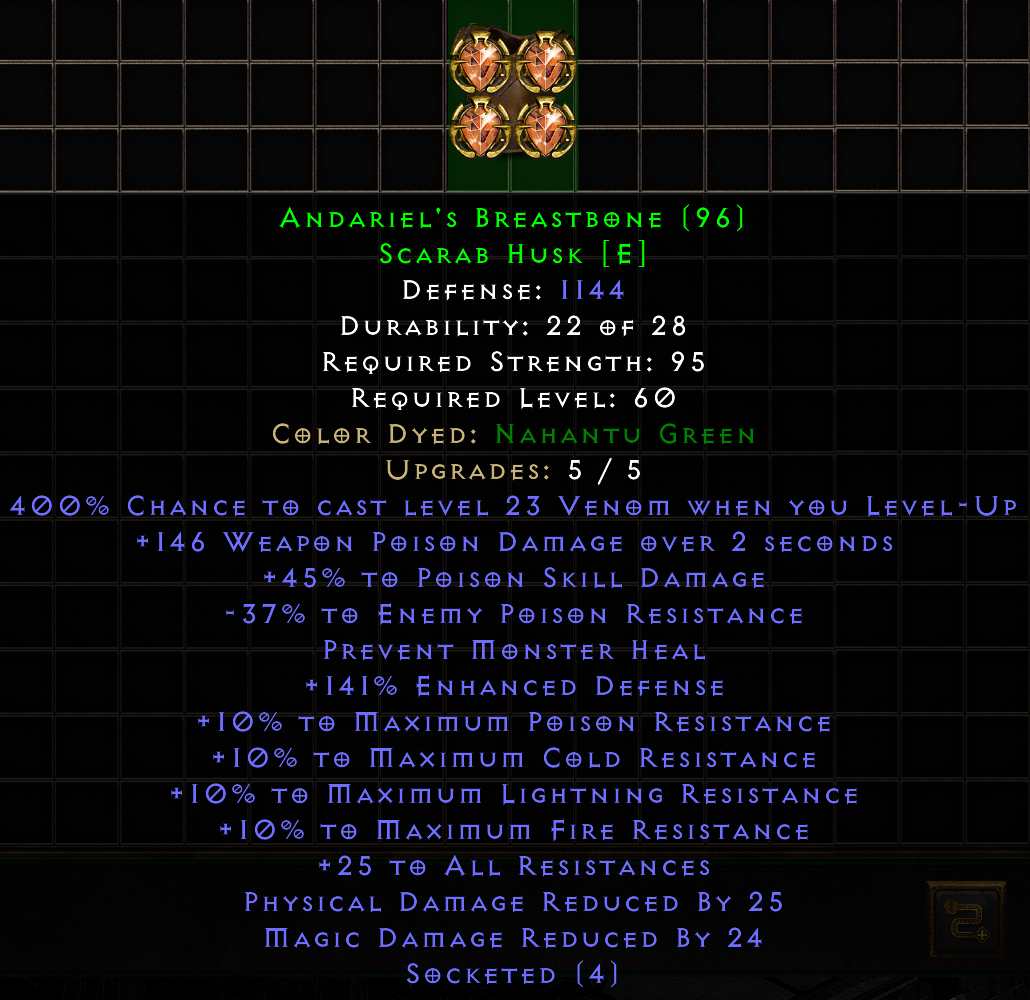 Andariel's Breastbone (96)
Scarab Husk [E]
Defense: 1144
Durability: 22 of 28
Required Strength: 95
Required Level: 60
Color Dyed: Nahantu Green
Upgrades: 5 / 5
400% Chance to cast level 23 Venom when you Level-Up
+146 Weapon Poison Damage over 2 seconds
+45% to Poison Skill Damage
-37% to Enemy Poison Resistance
Prevent Monster Heal
+141% Enhanced Defense
+10% to Maximum Poison Resistance
+10% to Maximum Cold Resistance
+10% to Maximum Lightning Resistance
+10% to Maximum Fire Resistance
+25 to All Resistances
Physical Damage Reduced By 25
Magic Damage Reduced By 24
Socketed (4)